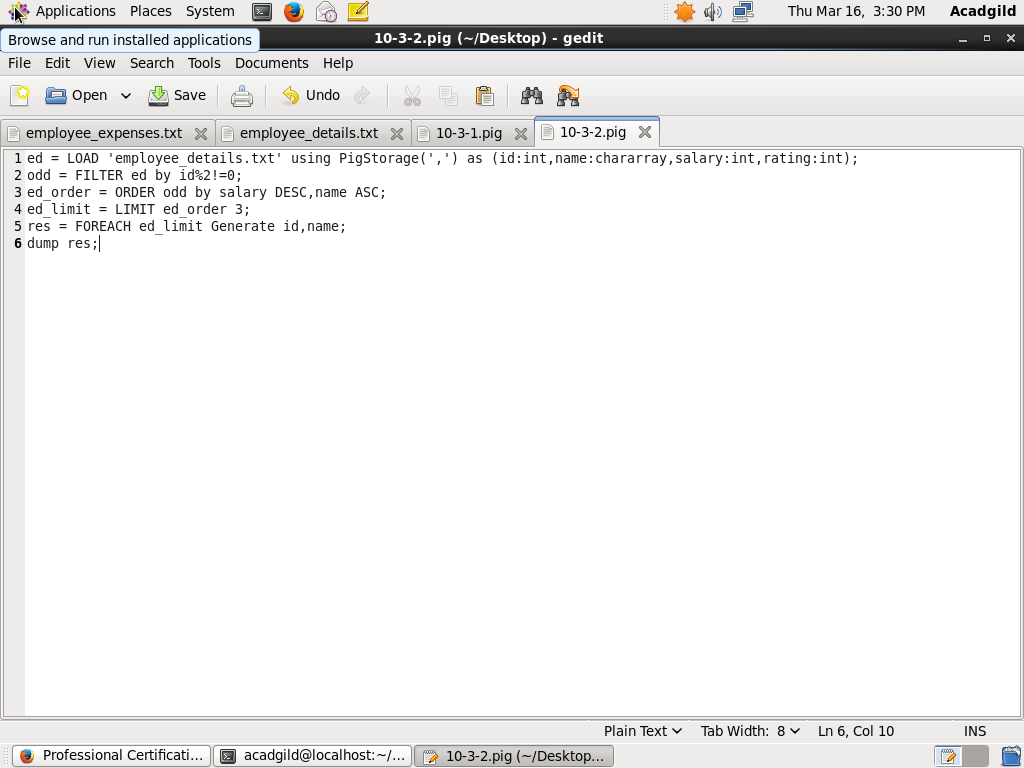 Applications Places System Thu Mar 16, 3:30 PM Acadgild
Browse and run installed applications
10-3-2.pig (~/Desktop) - gedit
File Edit View Search Tools Documents Help
Open Save Undo
employee_expenses.txt employee_details.txt 10-3-1.pig 10-3-2.pig
1 ed = LOAD 'employee_details.txt' using PigStorage(',') as (id:int,name:chararray,salary:int,rating:int);
2 odd = FILTER ed by id%2!=0;
3 ed_order = ORDER odd by salary DESC,name ASC;
4 ed_limit = LIMIT ed_order 3;
5 res = FOREACH ed_limit Generate id,name;
6 dump res;
Plain Text Tab Width: 8 Ln 6, Col 10 INS
Professional Certificati... acadgild@localhost:~/... 10-3-2.pig (~/Desktop...